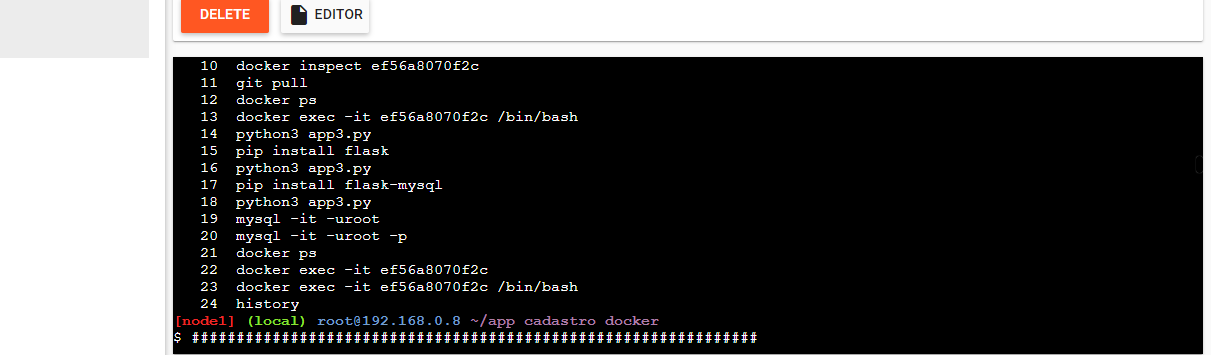 DELETE EDITOR
10 docker inspect ef56a8070f2c
11 git pull
12 docker ps
13 docker exec -it ef56a8070f2c /bin/bash
14 python3 app3.py
15 pip install flask
16 python3 app3.py
17 pip install flask-mysql
18 python3 app3.py
19 mysql -it -uroot
20 mysql -it -uroot -p
21 docker ps
22 docker exec -it ef56a8070f2c
23 docker exec -it ef56a8070f2c /bin/bash
24 history
[node1] (local) root@192.168.0.8 ~/app cadastro docker
$ ###############################################################